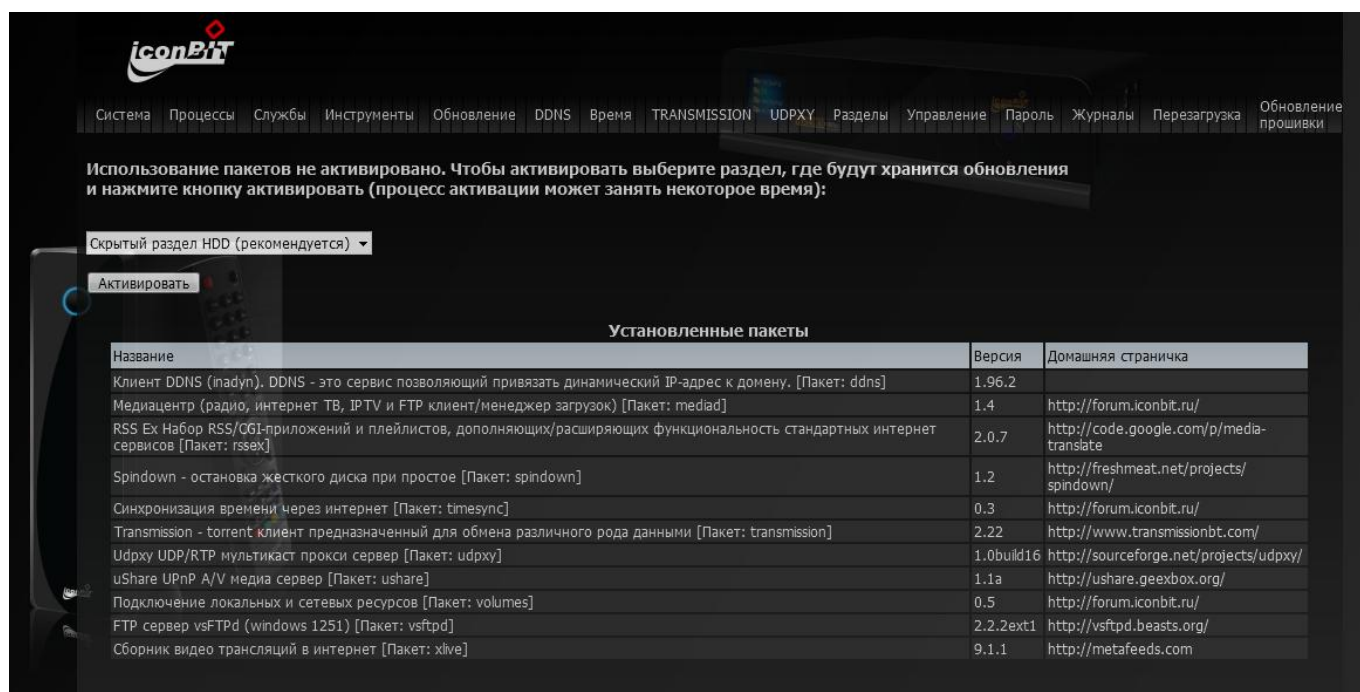 iconBiT
Система Процессы Службы Инструменты Обновление DDNS Время TRANSMISSION UDPXY Разделы Управление Пароль Журналы Перезагрузка Обновление прошивки
Использование пакетов не активировано. Чтобы активировать выберите раздел, где будут хранится обновления
и нажмите кнопку активировать (процесс активации может занять некоторое время):
Скрытый раздел HDD (рекомендуется)
Активировать
Установленные пакеты
Название Версия Домашняя страничка
Клиент DDNS (inadyn). DDNS - это сервис позволяющий привязать динамический IP-адрес к домену. [Пакет: ddns] 1.96.2
Медиацентр (радио, интернет ТВ, IPTV и FTP клиент/менеджер загрузок) [Пакет: mediad] 1.4 http://forum.iconbit.ru/
RSS Ex Набор RSS/CGI-приложений и плейлистов, дополняющих/расширяющих функциональность стандартных интернет
сервисов [Пакет: rssex] 2.0.7 http://code.google.com/p/media-
translate
Spindown - остановка жесткого диска при простое [Пакет: spindown] 1.2 http://freshmeat.net/projects/
spindown/
Синхронизация времени через интернет [Пакет: timesync] 0.3 http://forum.iconbit.ru/
Transmission - torrent клиент предназначенный для обмена различного рода данными [Пакет: transmission] 2.22 http://www.transmissionbt.com/
Udpxy UDP/RTP мультикаст прокси сервер [Пакет: udpxy] 1.0build16 http://sourceforge.net/projects/udpxy/
uShare UPnP A/V медиа сервер [Пакет: ushare] 1.1a http://ushare.geexbox.org/
Подключение локальных и сетевых ресурсов [Пакет: volumes] 0.5 http://forum.iconbit.ru/
FTP сервер vsFTPd (windows 1251) [Пакет: vsftpd] 2.2.2ext1 http://vsftpd.beasts.org/
Сборник видео трансляций в интернет [Пакет: xlive] 9.1.1 http://metafeeds.com